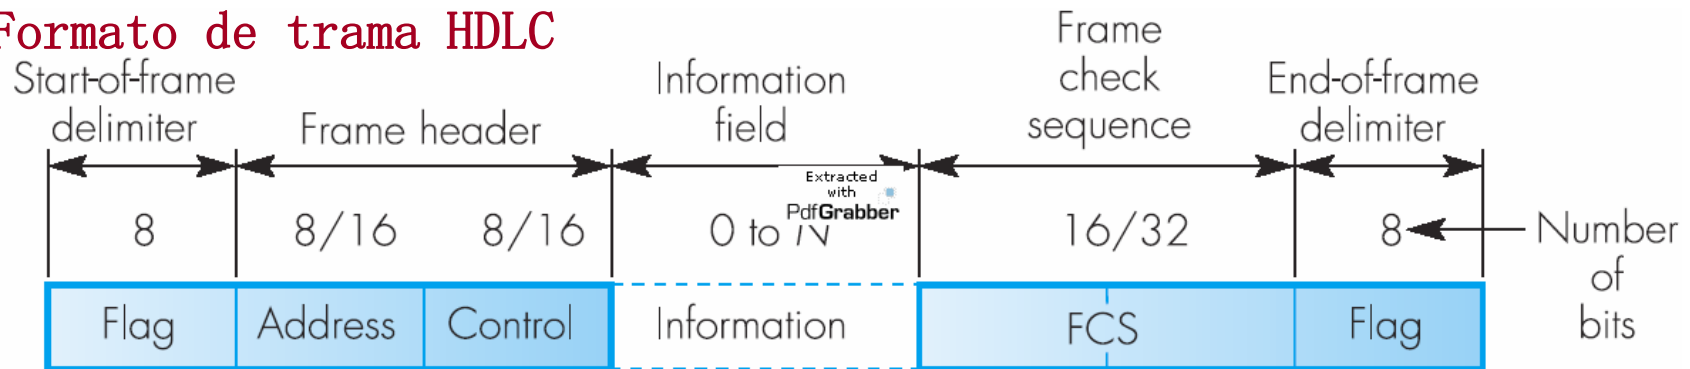 Formato de trama HDLC
Start-of-frame
delimiter
Frame header
Information
field
Frame
check
sequence
End-of-frame
delimiter
Extracted
with
PdfGrabber
8
8/16
8/16
0 to N
16/32
8
Number
of
bits
Flag
Address
Control
Information
FCS
Flag